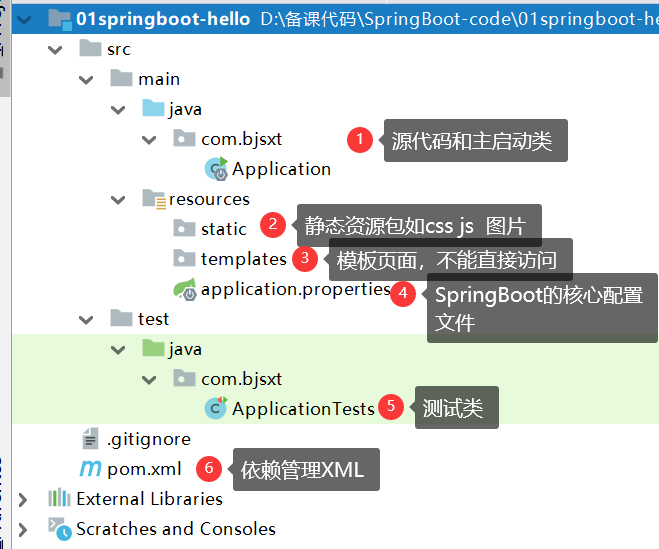 01springboot-hello D:\备课代码\SpringBoot-code\01springboot-he
src
main
java
com.bjsxt 1 源代码和主启动类
Application
resources
static 2 静态资源包如css js 图片
templates 3 模板页面，不能直接访问
application.properties 4 SpringBoot的核心配置
文件
test
java
com.bjsxt
ApplicationTests 5 测试类
.gitignore
pom.xml 6 依赖管理XML
External Libraries
Scratches and Consoles